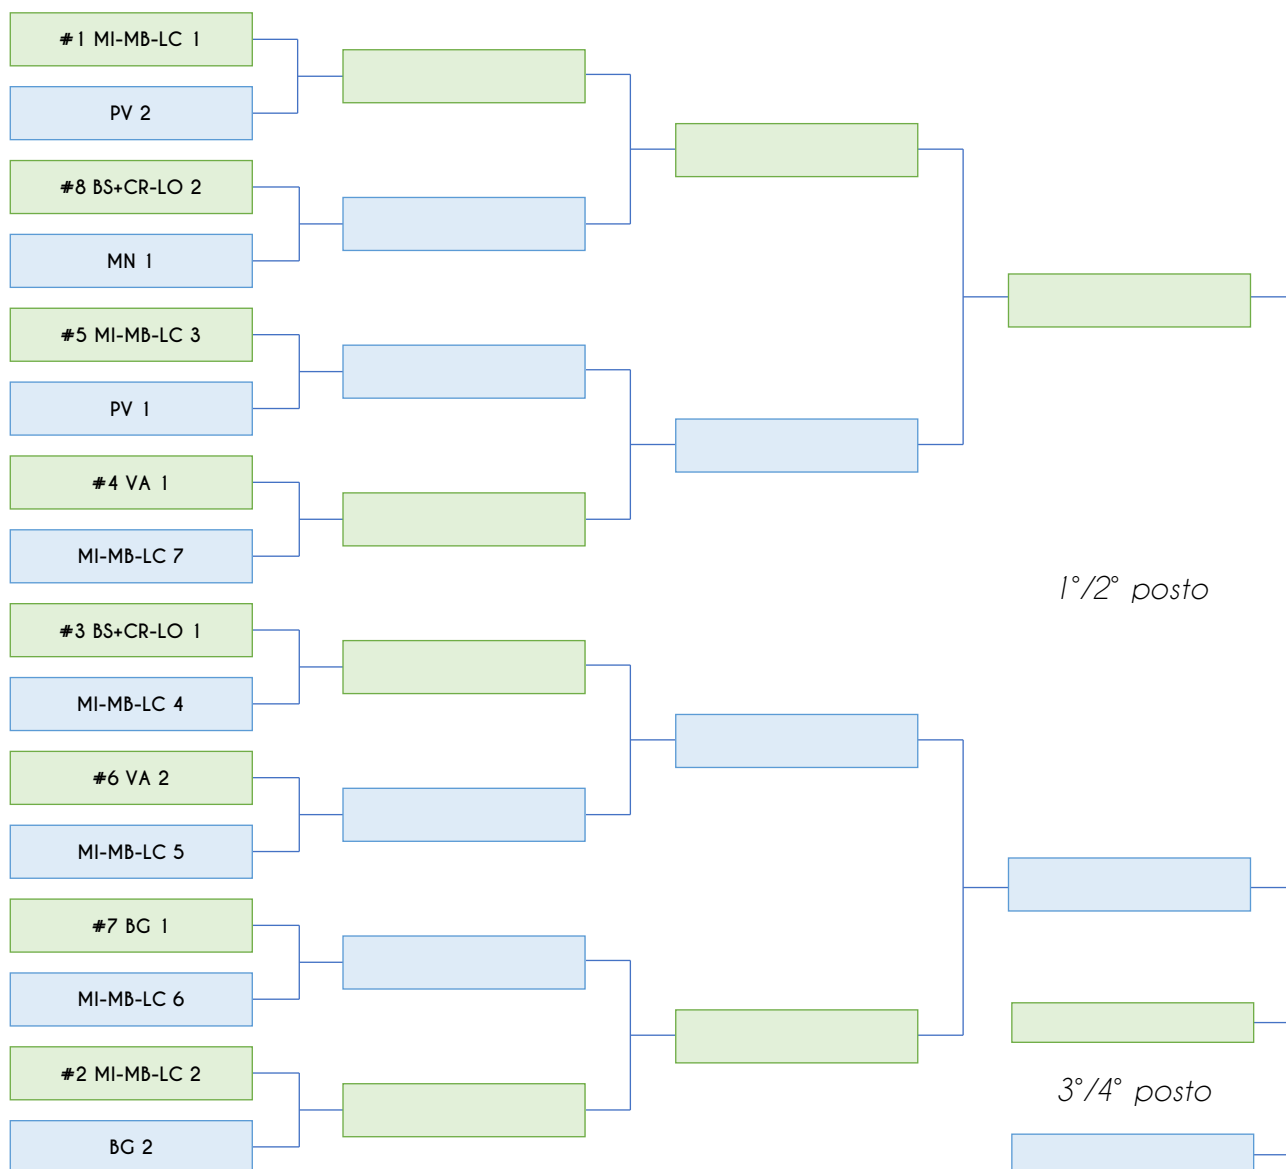 #1 MI-MB-LC 1
PV 2
#8 BS+CR-LO 2
MN 1
#5 MI-MB-LC 3
PV 1
#4 VA 1
MI-MB-LC 7
1°/2° posto
#3 BS+CR-LO 1
MI-MB-LC 4
#6 VA 2
MI-MB-LC 5
#7 BG 1
MI-MB-LC 6
#2 MI-MB-LC 2
3°/4° posto
BG 2